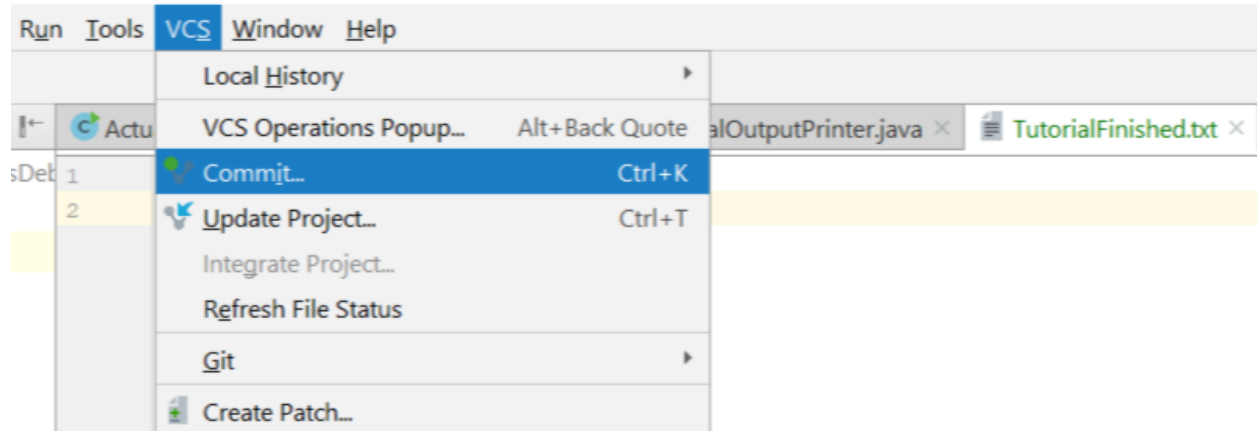 Run Tools VCS Window Help
Local History
Actu
VCS Operations Popup... Alt+Back Quote
alOutputPrinter.java
TutorialFinished.txt
sDeb 1
Commit... Ctrl+K
2
Update Project... Ctrl+T
Integrate Project...
Refresh File Status
Git
Create Patch...